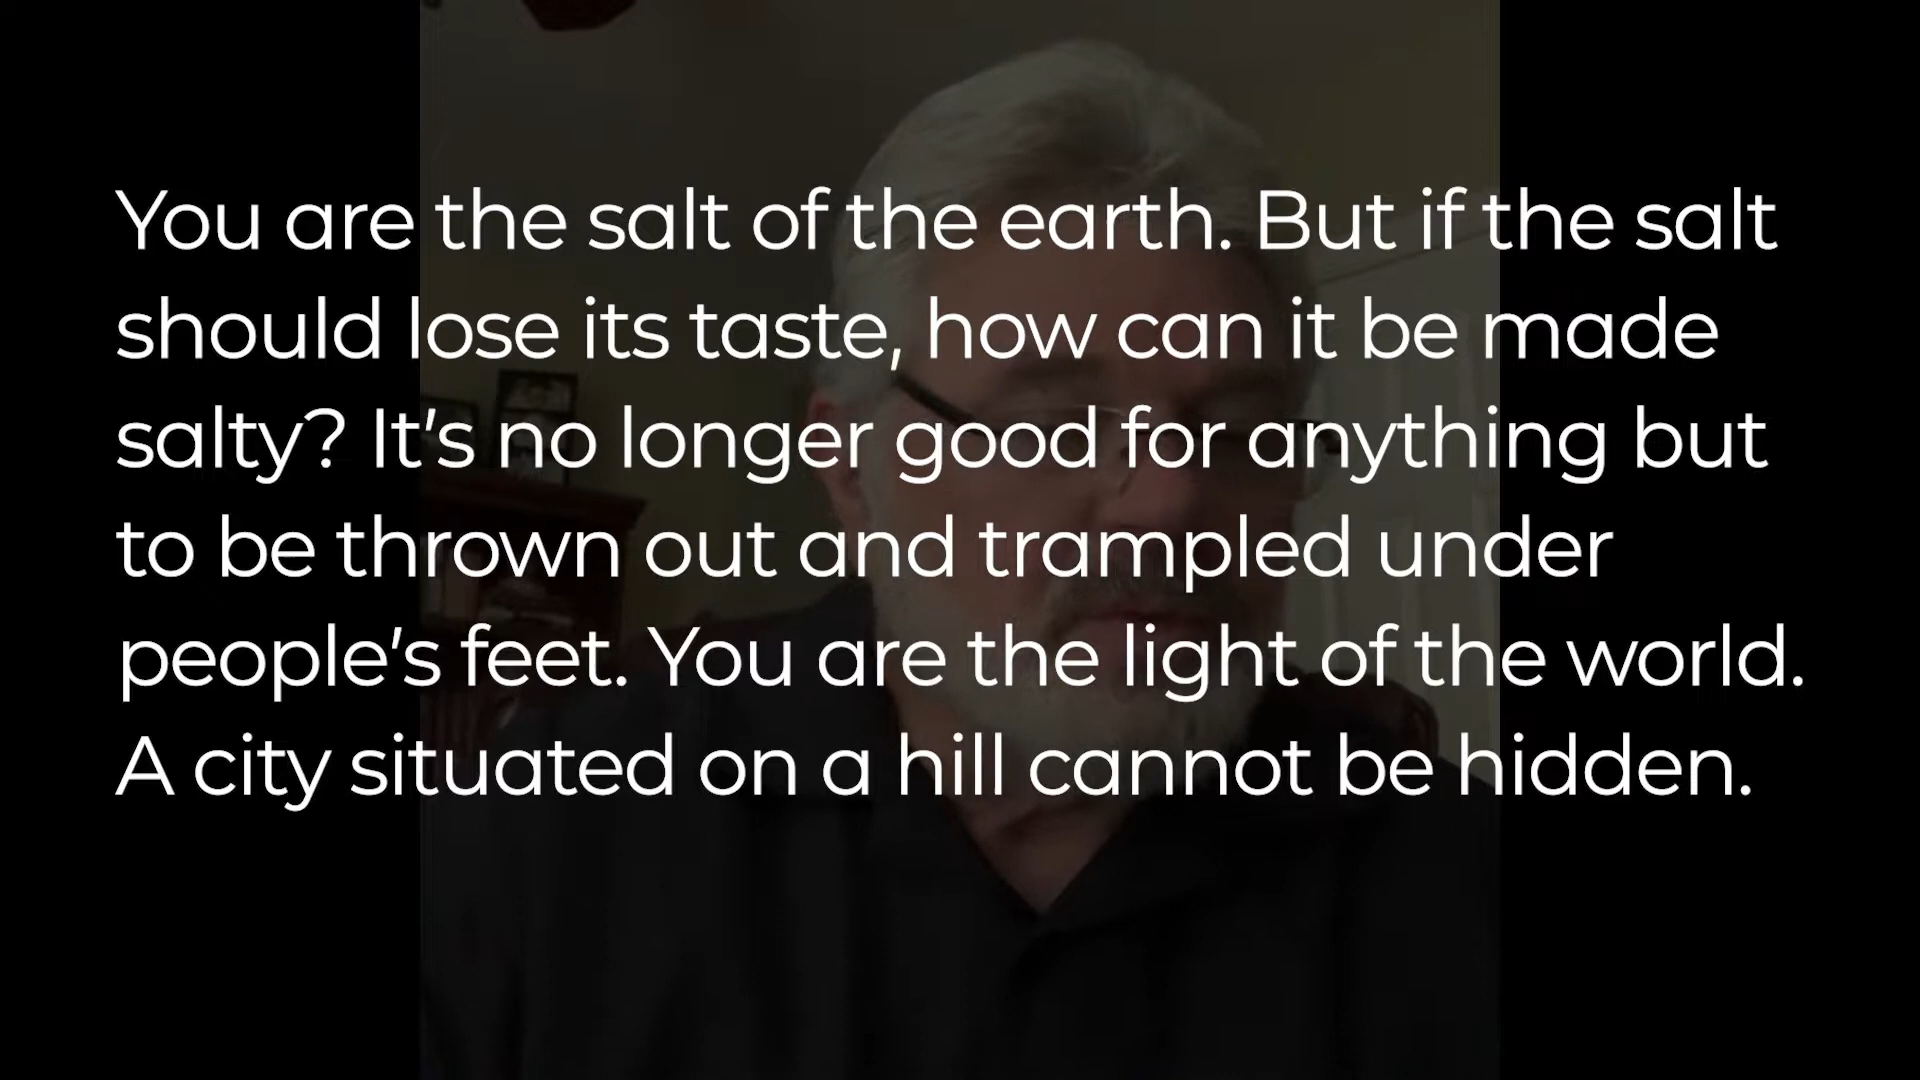 You are the salt of the earth. But if the salt
should lose its taste, how can it be made
salty? It’s no longer good for anything but
to be thrown out and trampled under
people’s feet. You are the light of the world.
A city situated on a hill cannot be hidden.